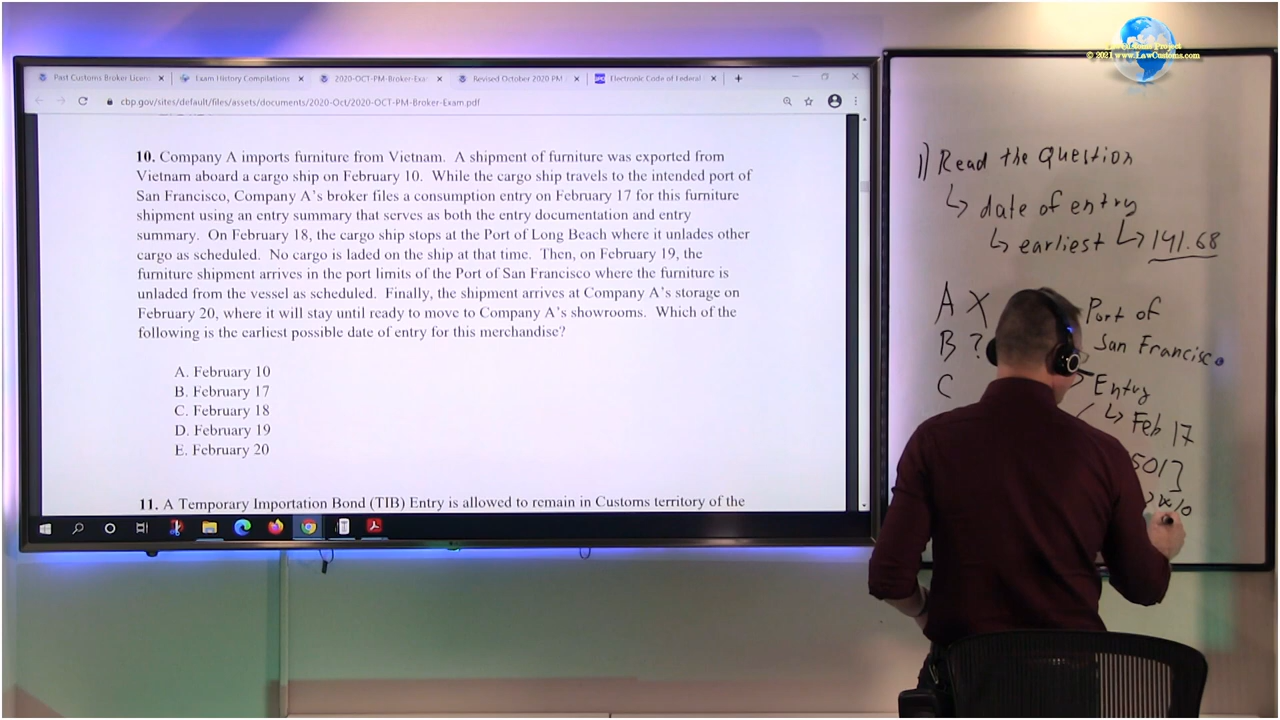 LawCustoms Project
© 2021 www.LawCustoms.com
Past Customs Broker Licen
Exam History Compilations
2020-OCT-PM-Broker-Exa
Revised October 2020 PM
Electronic Code of Federal
cbp.gov/sites/default/files/assets/documents/2020-Oct/2020-OCT-PM-Broker-Exam.pdf
10. Company A imports furniture from Vietnam. A shipment of furniture was exported from
Vietnam aboard a cargo ship on February 10. While the cargo ship travels to the intended port of
San Francisco, Company A's broker files a consumption entry on February 17 for this furniture
shipment using an entry summary that serves as both the entry documentation and entry
summary. On February 18, the cargo ship stops at the Port of Long Beach where it unlades other
cargo as scheduled. No cargo is laded on the ship at that time. Then, on February 19, the
furniture shipment arrives in the port limits of the Port of San Francisco where the furniture is
unladed from the vessel as scheduled. Finally, the shipment arrives at Company A's storage on
February 20, where it will stay until ready to move to Company A's showrooms. Which of the
following is the earliest possible date of entry for this merchandise?
A. February 10
B. February 17
C. February 18
D. February 19
E. February 20
11. A Temporary Importation Bond (TIB) Entry is allowed to remain in Customs territory of the
1) Read the Question
↳ date of entry
↳ earliest ↳ 141.68
A X
B ?
C
Port of
San Francisco
Entry
↳ Feb 17
501]
w/o